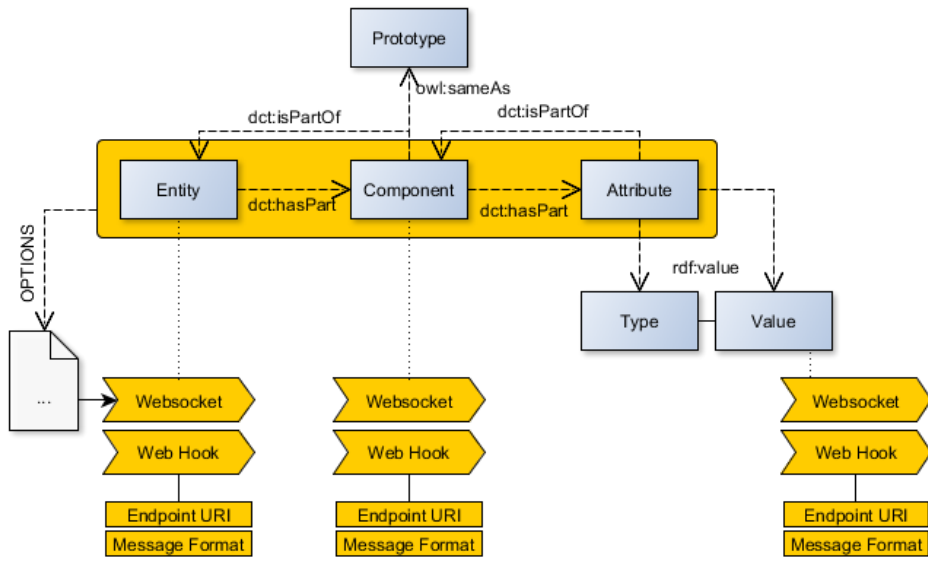 Prototype
owl:sameAs
dct:isPartOf
dct:isPartOf
Entity
dct:hasPart
Component
dct:hasPart
Attribute
OPTIONS
rdf:value
Type
Value
...
Websocket
Websocket
Websocket
Web Hook
Web Hook
Web Hook
Endpoint URI
Endpoint URI
Endpoint URI
Message Format
Message Format
Message Format